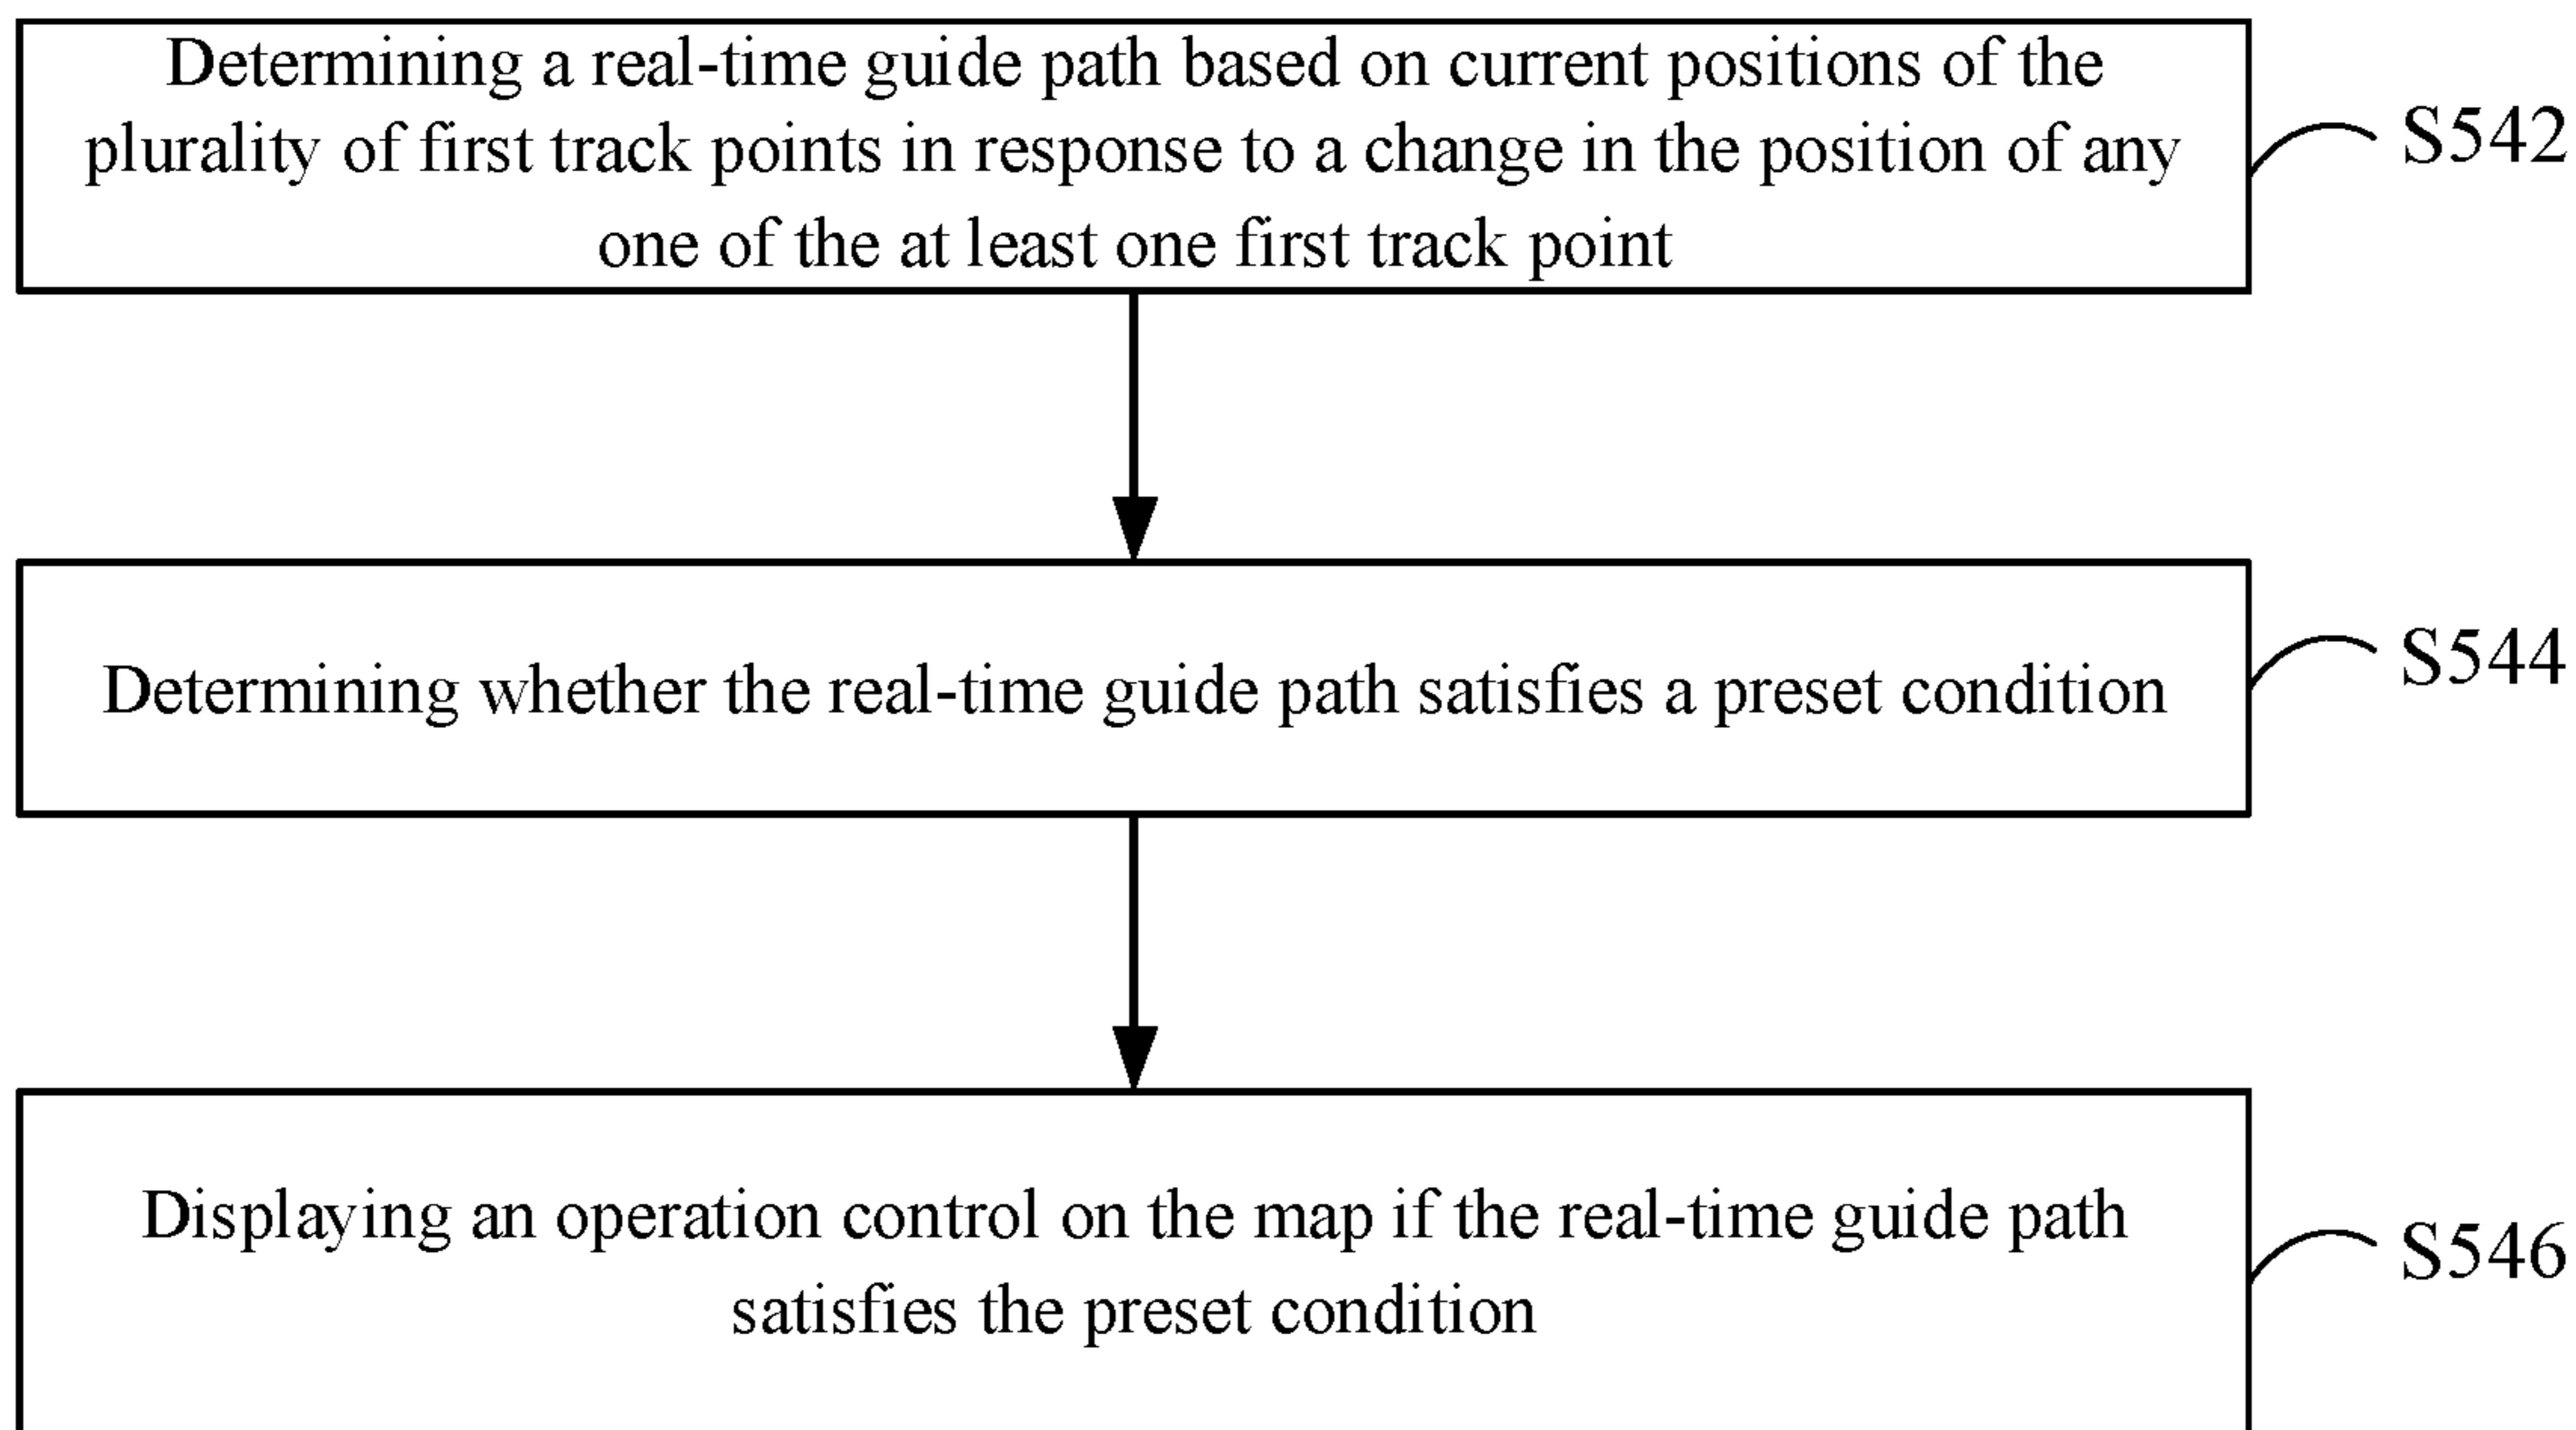 Determining a real-time guide path based on current positions of the
plurality of first track points in response to a change in the position of any
one of the at least one first track point
S542
Determining whether the real-time guide path satisfies a preset condition
S544
Displaying an operation control on the map if the real-time guide path
satisfies the preset condition
S546